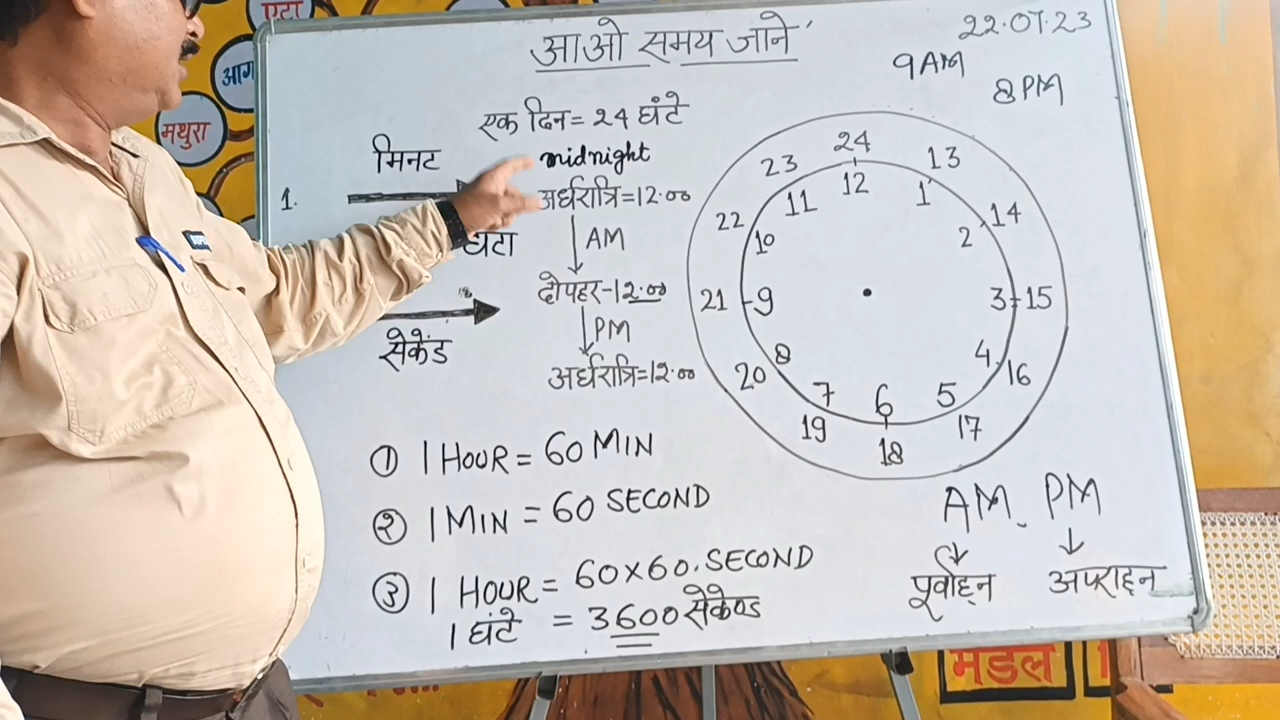 एटा
आग
मथुरा
आओ समय जाने
22.07.23
9AM
8PM
एक दिन = 24 घंटे
midnight
अर्धरात्रि = 12.00
AM
दोपहर - 12.00
PM
अर्धरात्रि = 12.00
1.
मिनट
घंटा
सेकेंड
24
13
14
15
16
17
18
19
20
21
22
23
12
1
2
3
4
5
6
7
8
9
10
11
① 1 HOUR = 60 MIN
② 1 MIN = 60 SECOND
③ 1 HOUR = 60×60. SECOND
1 घंटे = 3600 सेकेण्ड
AM. PM
पूर्वाह्न अपराह्न
मंडल